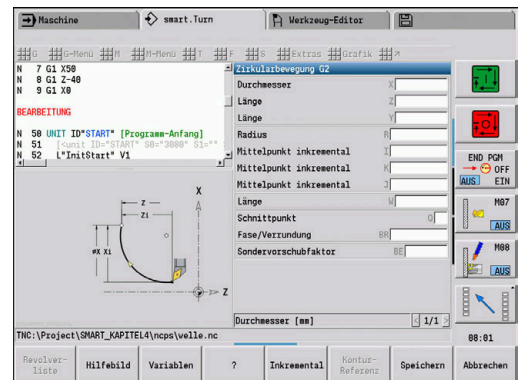 Maschine
smart.Turn
Werkzeug-Editor
G G-Menü M M-Menü T F S Extras Grafik
N 7 G1 X50
N 8 G1 Z-40
N 9 G1 X0
BEARBEITUNG
N 50 UNIT ID"START" [Programm-Anfang]
N 51 [<unit ID="START" S0="3000" S1=""
N 52 L"InitStart" V1
X
Z
Zi
øX Xi
Z
Zirkularbewegung G2
Durchmesser X
Länge Z
Länge Y
Radius R
Mittelpunkt inkremental I
Mittelpunkt inkremental K
Mittelpunkt inkremental J
Länge W
Schnittpunkt Q
Fase/Verrundung BR
Sondervorschubfaktor BE
Durchmesser [mm] < 1/1 >
TNC:\Project\SMART_KAPITEL4\ncps\welle.nc
END PGM
OFF
AUS EIN
M07
AUS
M08
AUS
08:01
Revolver-
liste
Hilfebild
Variablen
?
Inkremental
Kontur-
Referenz
Speichern
Abbrechen